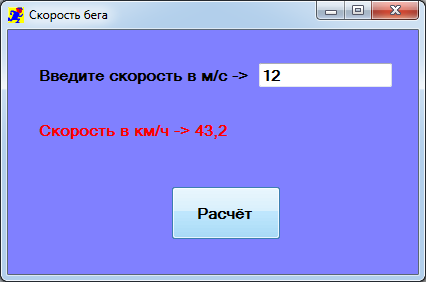 Скорость бега
Введите скорость в м/с -> 12
Скорость в км/ч -> 43,2
Расчёт